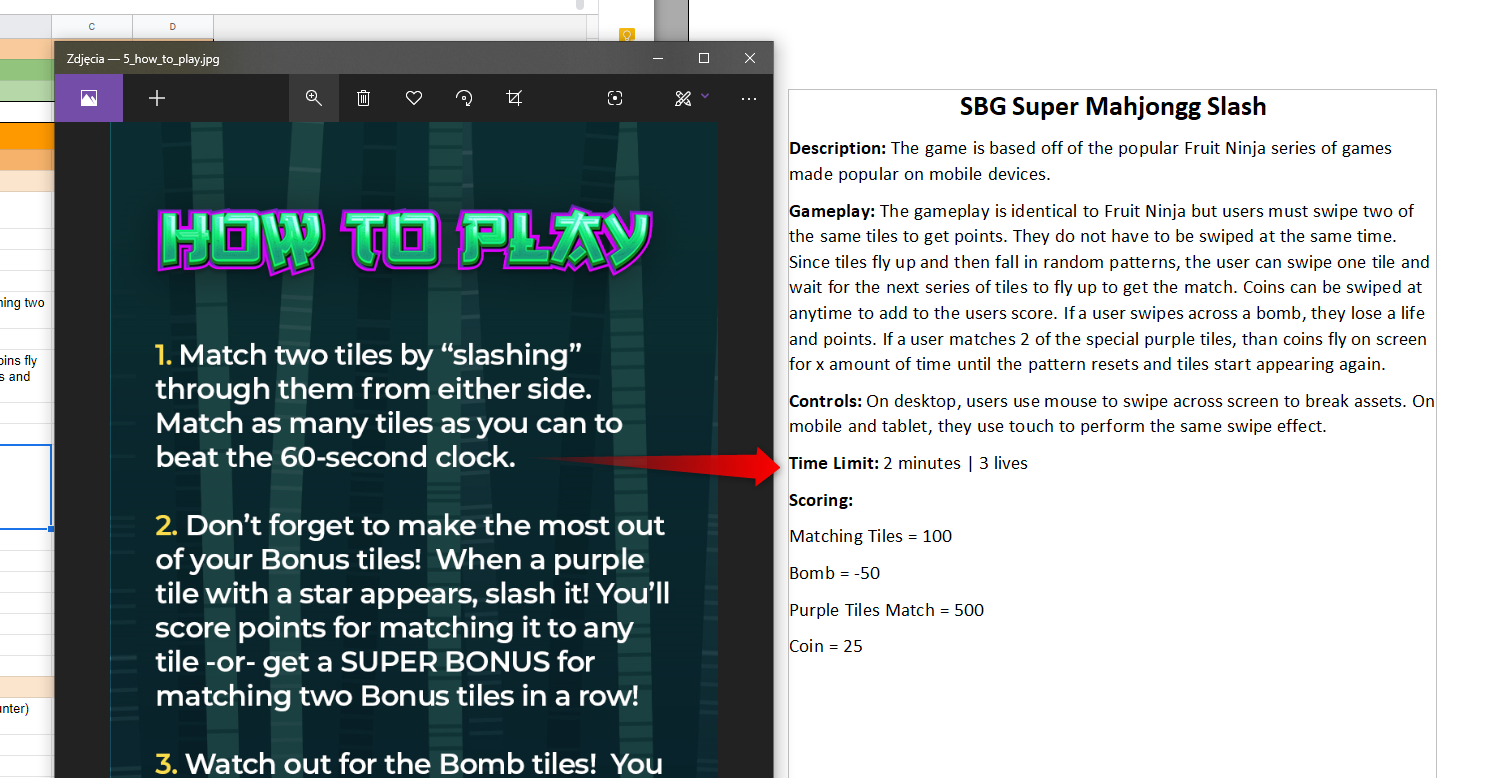 C D
Zdjęcia — 5_how_to_play.jpg
HOW TO PLAY
1. Match two tiles by “slashing”
through them from either side.
Match as many tiles as you can to
beat the 60-second clock.
2. Don’t forget to make the most out
of your Bonus tiles!  When a purple
tile with a star appears, slash it! You’ll
score points for matching it to any
tile -or- get a SUPER BONUS for
matching two Bonus tiles in a row!
3. Watch out for the Bomb tiles!  You
two
fly
and
SBG Super Mahjongg Slash
Description: The game is based off of the popular Fruit Ninja series of games
made popular on mobile devices.
Gameplay: The gameplay is identical to Fruit Ninja but users must swipe two of
the same tiles to get points. They do not have to be swiped at the same time.
Since tiles fly up and then fall in random patterns, the user can swipe one tile and
wait for the next series of tiles to fly up to get the match. Coins can be swiped at
anytime to add to the users score. If a user swipes across a bomb, they lose a life
and points. If a user matches 2 of the special purple tiles, than coins fly on screen
for x amount of time until the pattern resets and tiles start appearing again.
Controls: On desktop, users use mouse to swipe across screen to break assets. On
mobile and tablet, they use touch to perform the same swipe effect.
Time Limit: 2 minutes | 3 lives
Scoring:
Matching Tiles = 100
Bomb = -50
Purple Tiles Match = 500
Coin = 25